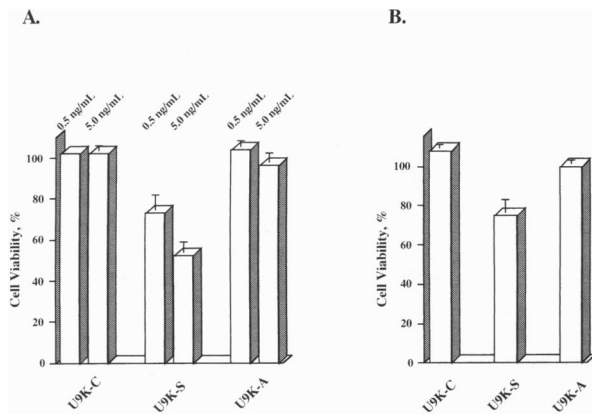 A.
0.5 ng/mL
5.0 ng/mL
0.5 ng/mL
5.0 ng/mL
0.5 ng/mL
5.0 ng/mL
Cell Viability, %
100
80
60
40
20
0
U9K-C
U9K-S
U9K-A
B.
Cell Viability, %
100
80
60
40
20
0
U9K-C
U9K-S
U9K-A